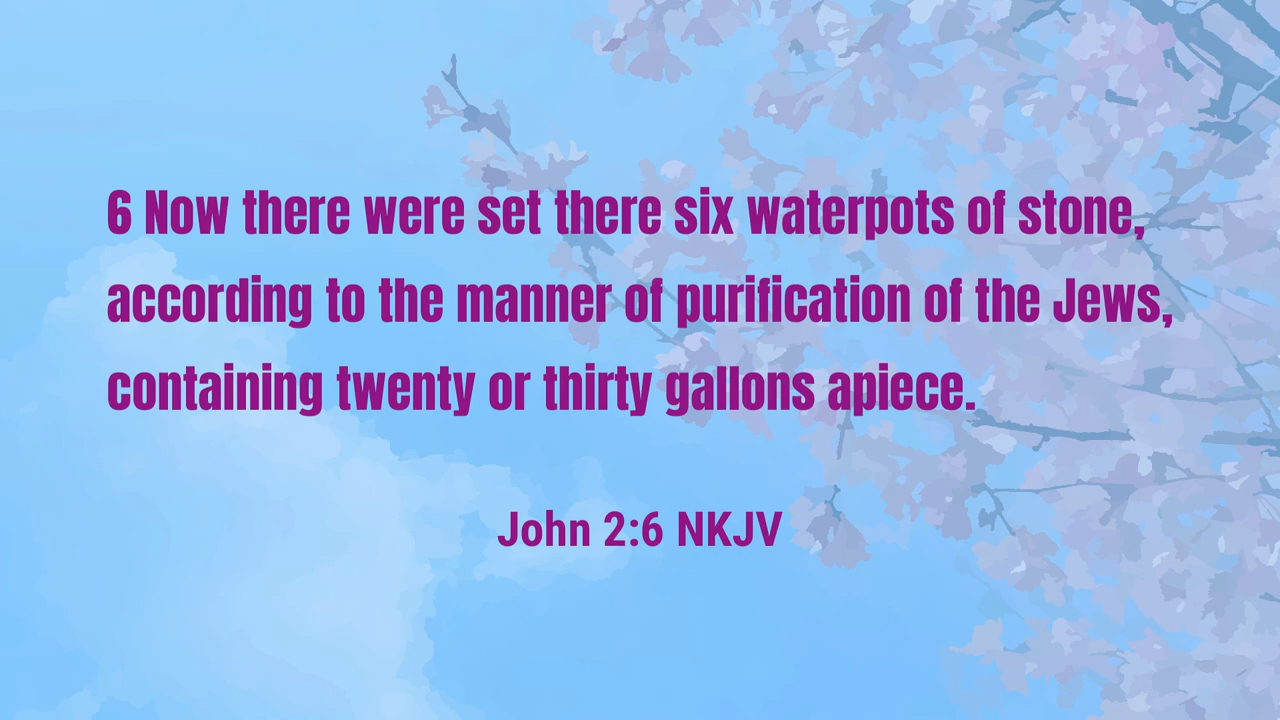 6 Now there were set there six waterpots of stone,
according to the manner of purification of the Jews,
containing twenty or thirty gallons apiece.
John 2:6 NKJV